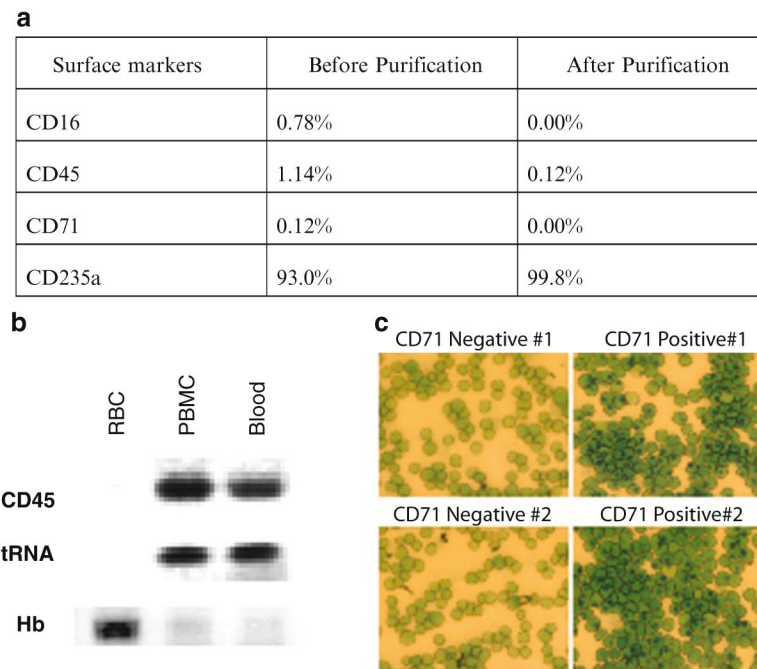 a
Surface markers Before Purification After Purification
CD16 0.78% 0.00%
CD45 1.14% 0.12%
CD71 0.12% 0.00%
CD235a 93.0% 99.8%
b
RBC PBMC Blood
CD45
tRNA
Hb
c
CD71 Negative #1 CD71 Positive#1
CD71 Negative #2 CD71 Positive#2